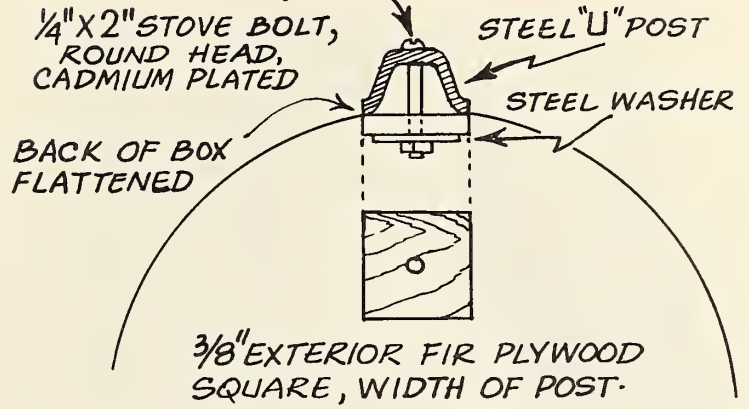 1/4"X2" STOVE BOLT,
ROUND HEAD,
CADMIUM PLATED
STEEL "U" POST
STEEL WASHER
BACK OF BOX
FLATTENED
3/8" EXTERIOR FIR PLYWOOD
SQUARE, WIDTH OF POST.